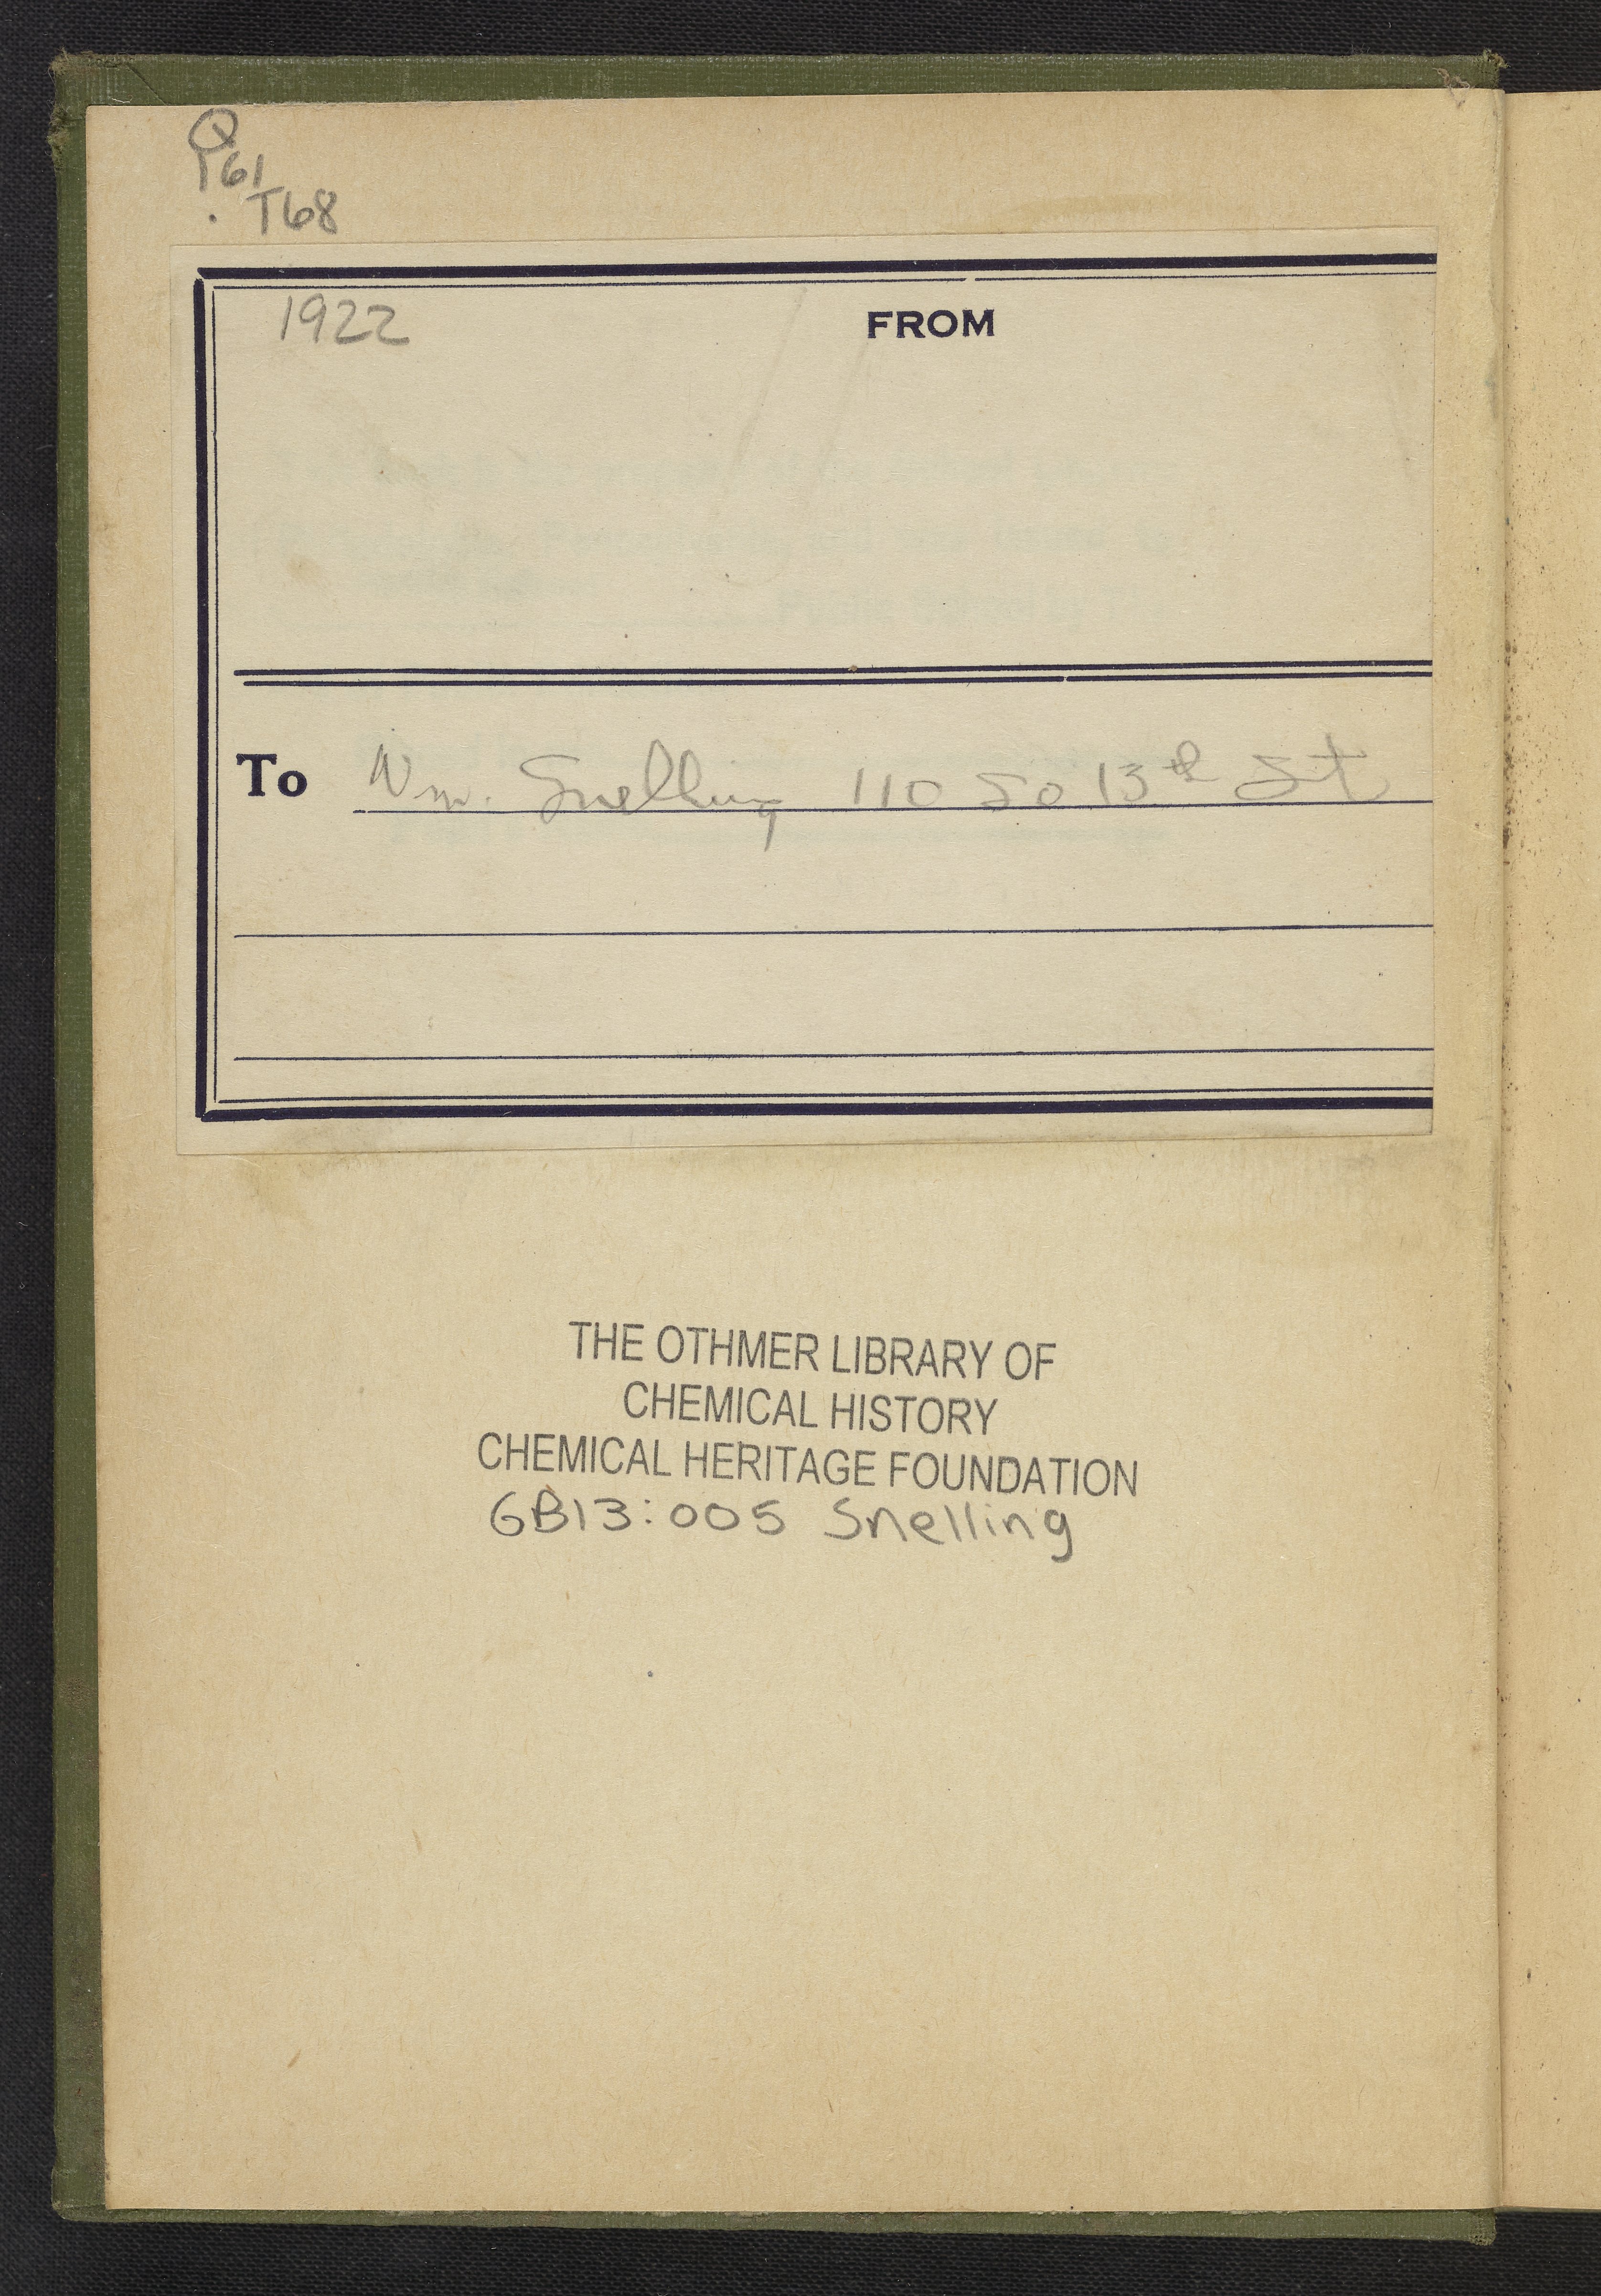 Q
161
. T68
1922
FROM
To Wm. Snelling 110 So 13th St
THE OTHMER LIBRARY OF
CHEMICAL HISTORY
CHEMICAL HERITAGE FOUNDATION
GB13:005 Snelling